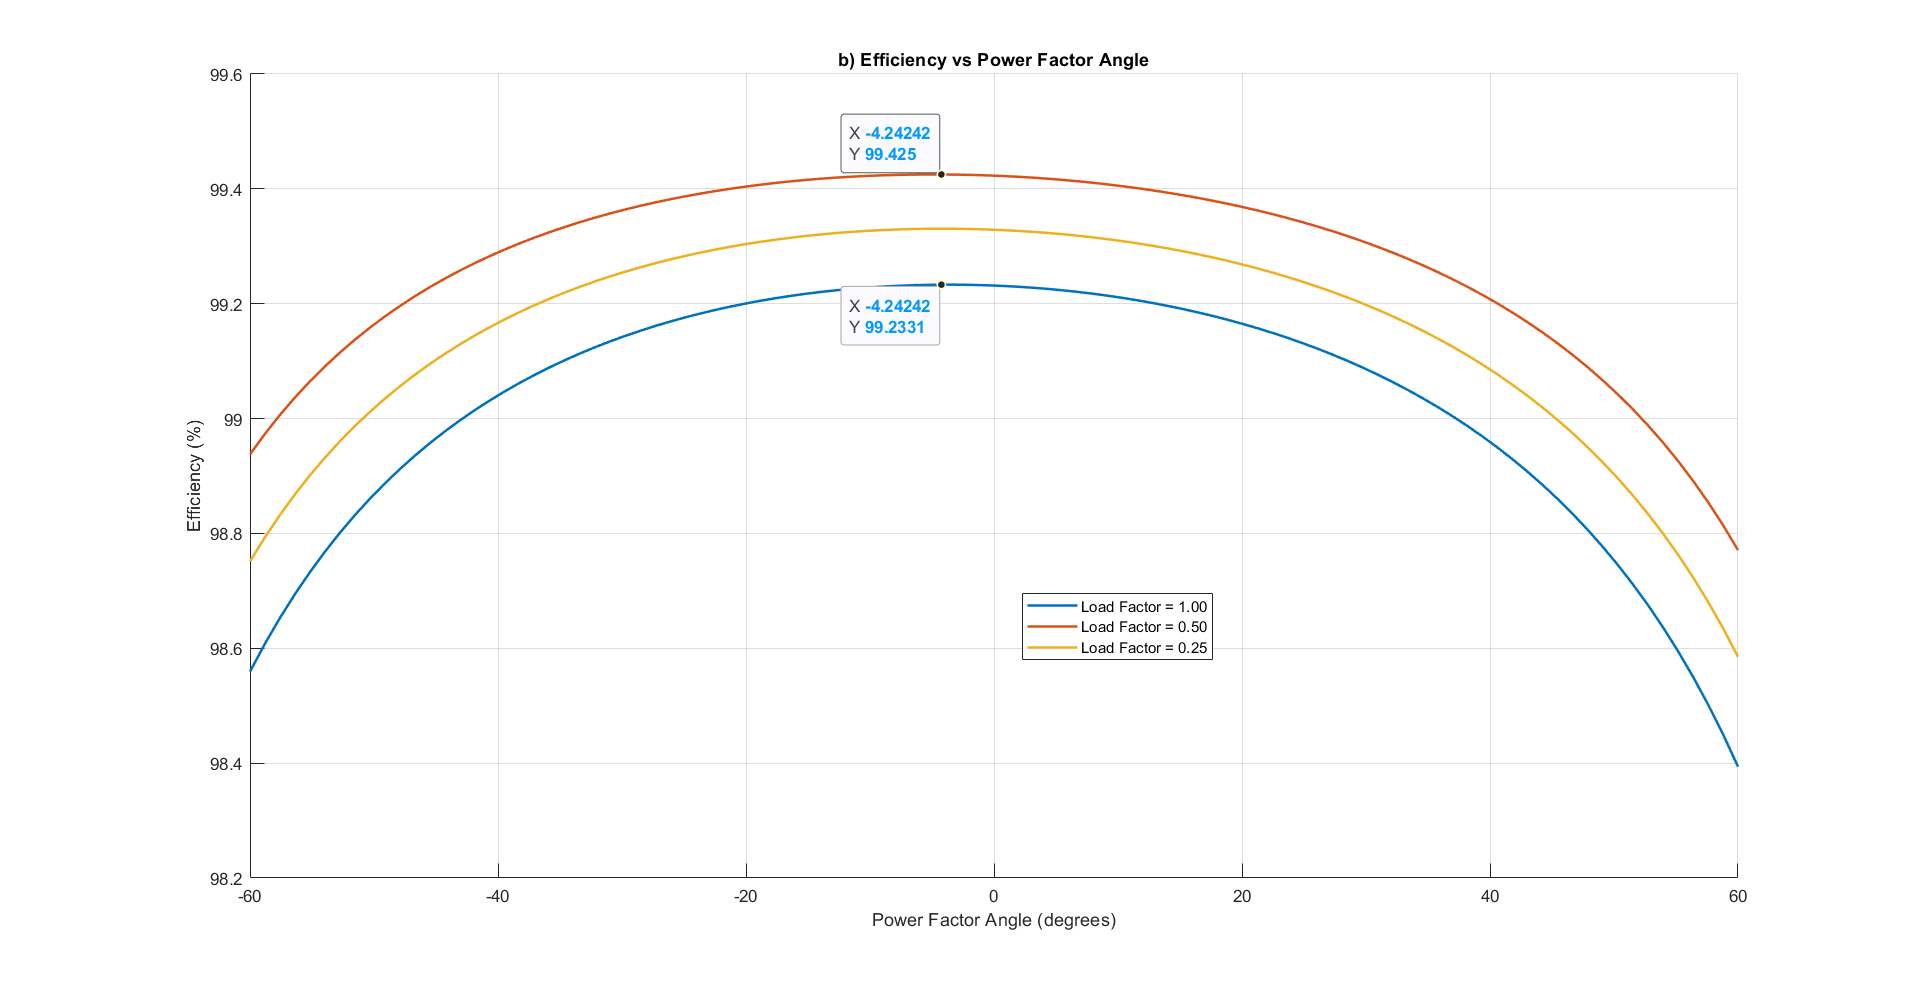 b) Efficiency vs Power Factor Angle
99.6
99.4
99.2
99
98.8
98.6
98.4
98.2
Efficiency (%)
X -4.24242
Y 99.425
X -4.24242
Y 99.2331
Load Factor = 1.00
Load Factor = 0.50
Load Factor = 0.25
-60 -40 -20 0 20 40 60
Power Factor Angle (degrees)